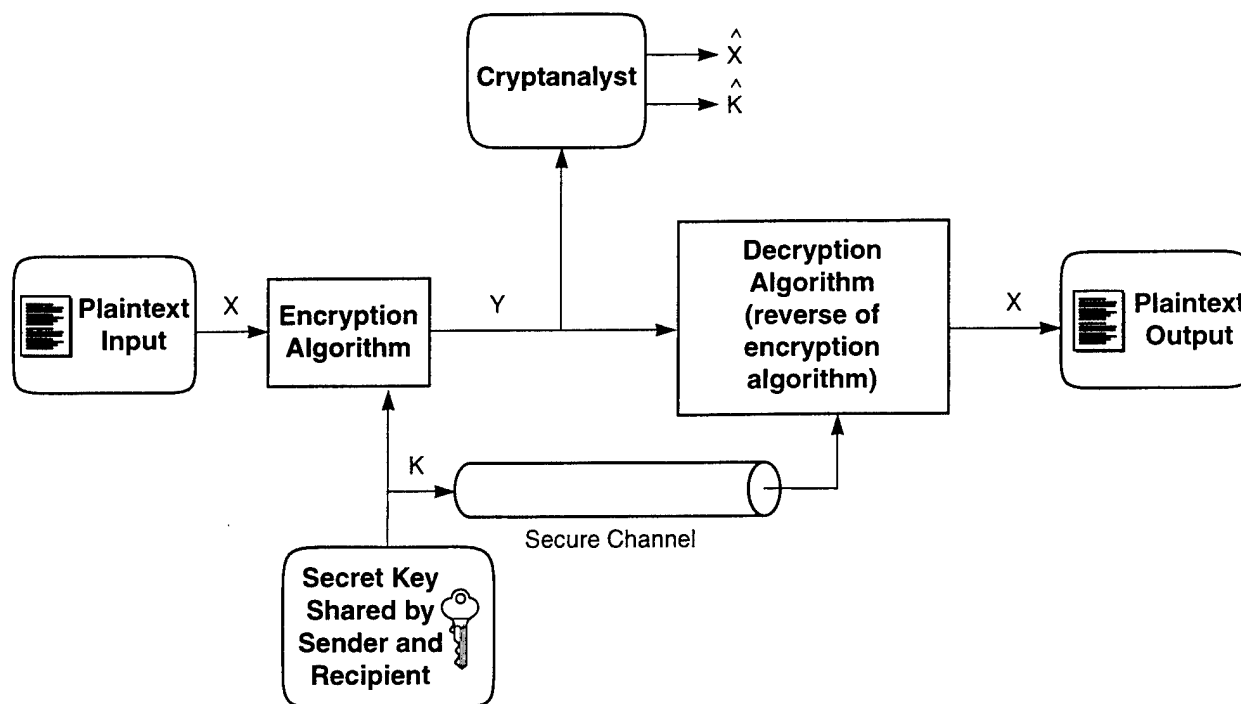 Cryptanalyst
X̂
K̂
Plaintext
Input
X
Encryption
Algorithm
Y
Decryption
Algorithm
(reverse of
encryption
algorithm)
X
Plaintext
Output
K
Secure Channel
Secret Key
Shared by
Sender and
Recipient